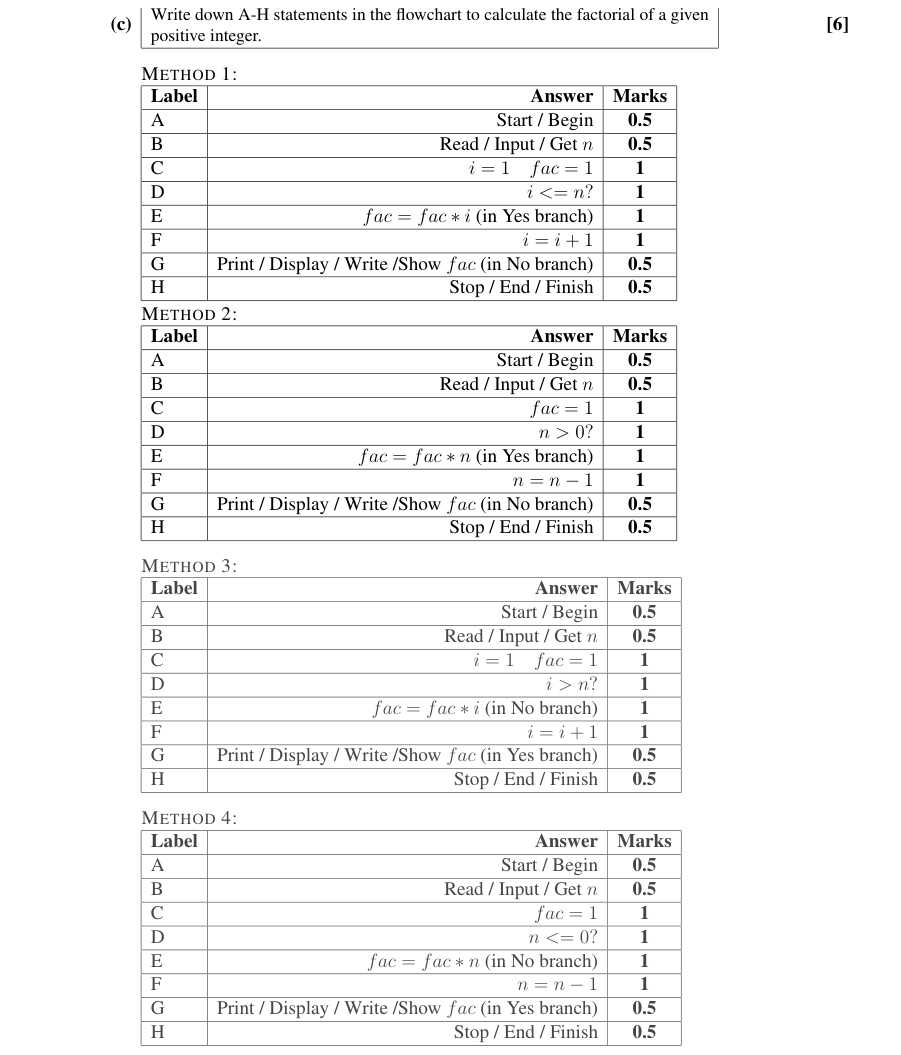 (c) Write down A-H statements in the flowchart to calculate the factorial of a given [6]
positive integer.
METHOD 1:
Label Answer Marks
A Start / Begin 0.5
B Read / Input / Get n 0.5
C i = 1 fac = 1 1
D i <= n? 1
E fac = fac ∗ i (in Yes branch) 1
F i = i + 1 1
G Print / Display / Write /Show fac (in No branch) 0.5
H Stop / End / Finish 0.5
METHOD 2:
Label Answer Marks
A Start / Begin 0.5
B Read / Input / Get n 0.5
C fac = 1 1
D n > 0? 1
E fac = fac ∗ n (in Yes branch) 1
F n = n − 1 1
G Print / Display / Write /Show fac (in No branch) 0.5
H Stop / End / Finish 0.5
METHOD 3:
Label Answer Marks
A Start / Begin 0.5
B Read / Input / Get n 0.5
C i = 1 fac = 1 1
D i > n? 1
E fac = fac ∗ i (in No branch) 1
F i = i + 1 1
G Print / Display / Write /Show fac (in Yes branch) 0.5
H Stop / End / Finish 0.5
METHOD 4:
Label Answer Marks
A Start / Begin 0.5
B Read / Input / Get n 0.5
C fac = 1 1
D n <= 0? 1
E fac = fac ∗ n (in No branch) 1
F n = n − 1 1
G Print / Display / Write /Show fac (in Yes branch) 0.5
H Stop / End / Finish 0.5